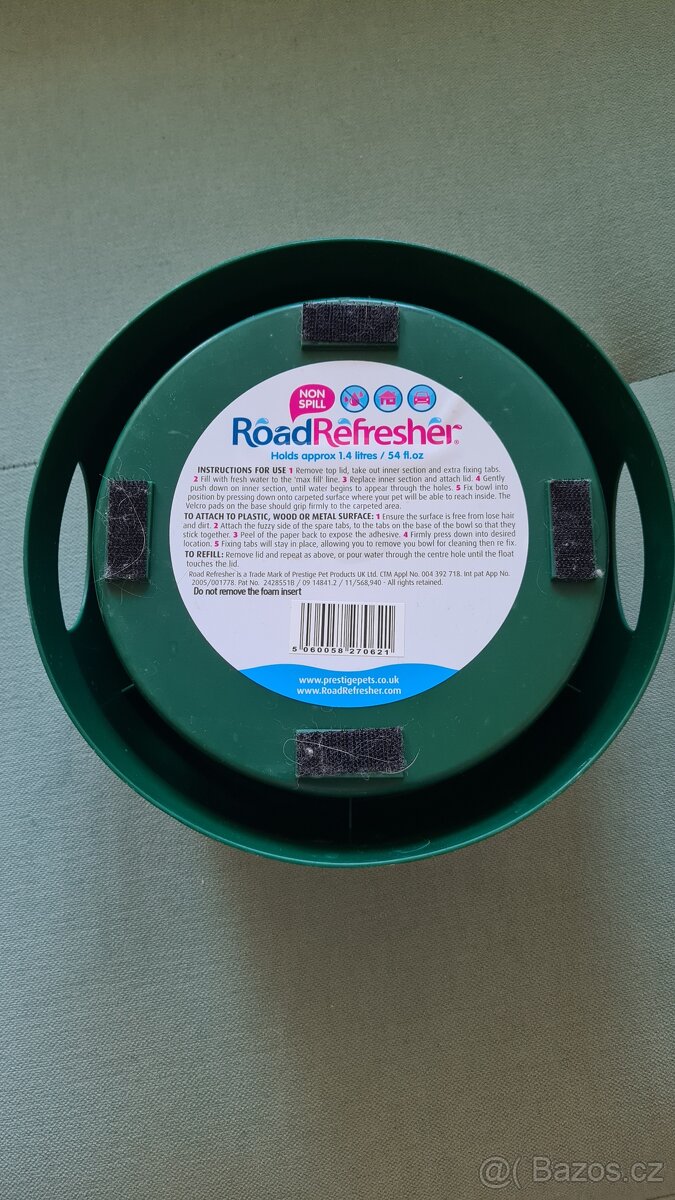 NON
SPILL
RoadRefresher®
Holds approx 1.4 litres / 54 fl.oz
INSTRUCTIONS FOR USE 1 Remove top lid, take out inner section and extra fixing tabs.
2 Fill with fresh water to the 'max fill' line. 3 Replace inner section and attach lid. 4 Gently
push down on inner section, until water begins to appear through the holes. 5 Fix bowl into
position by pressing down onto carpeted surface where your pet will be able to reach inside. The
Velcro pads on the base should grip firmly to the carpeted area.
TO ATTACH TO PLASTIC, WOOD OR METAL SURFACE: 1 Ensure the surface is free from lose hair
and dirt. 2 Attach the fuzzy side of the spare tabs, to the tabs on the base of the bowl so that they
stick together. 3 Peel of the paper back to expose the adhesive. 4 Firmly press down into desired
location. 5 Fixing tabs will stay in place, allowing you to remove you bowl for cleaning then re fix.
TO REFILL: Remove lid and repeat as above, or pour water through the centre hole until the float
touches the lid.
Road Refresher is a Trade Mark of Prestige Pet Products UK Ltd. CTM Appl No. 004 392 718. Int pat App No.
2005/001778. Pat No. 2428551B / 09 14841.2 / 11/568,940 · All rights retained.
Do not remove the foam insert
5 060058 270621
www.prestigepets.co.uk
www.RoadRefresher.com
@( Bazos.cz